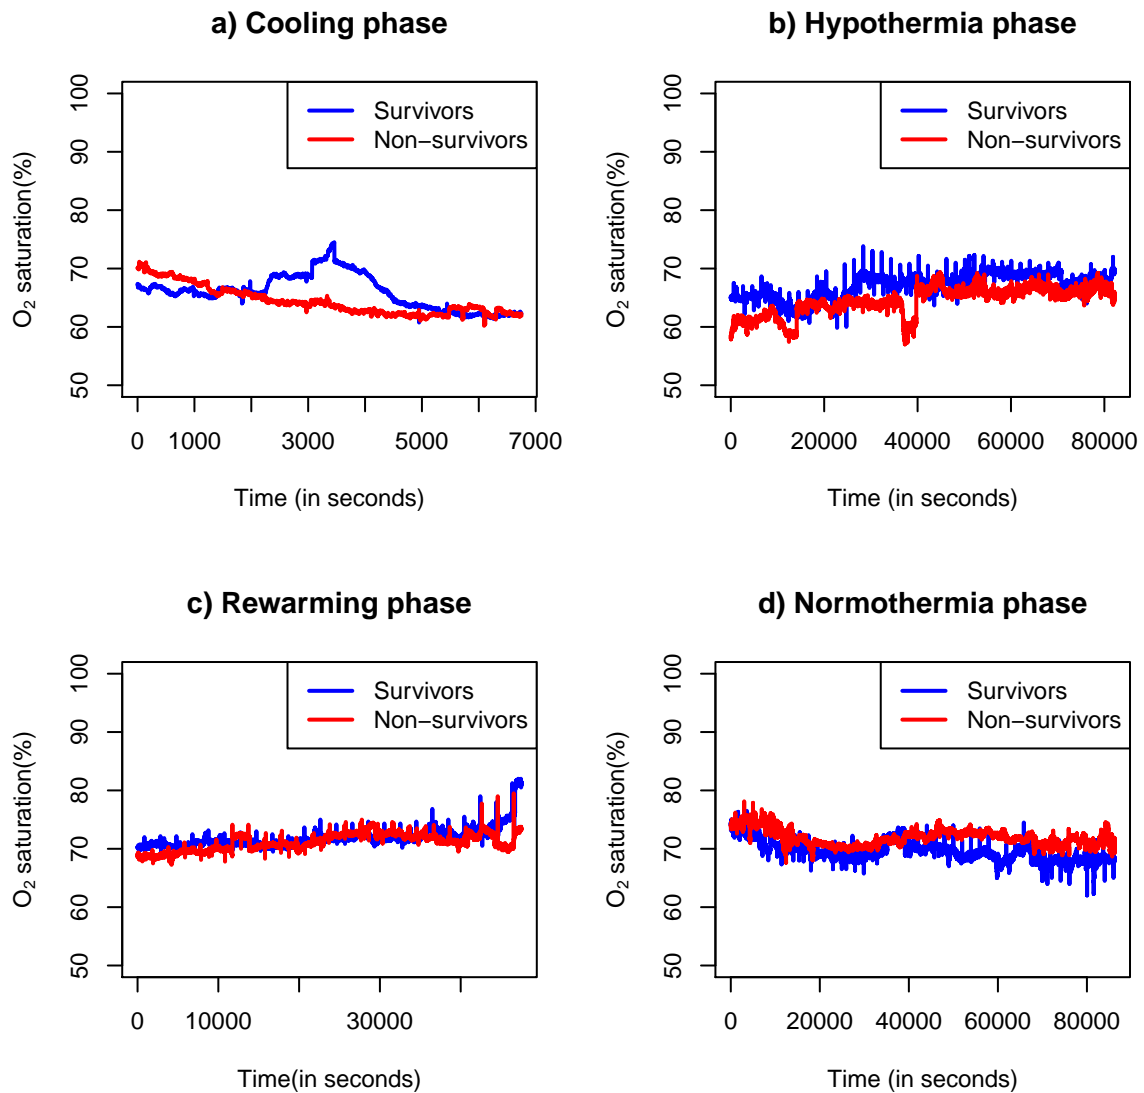 a) Cooling phase
O2 saturation(%)
100
90
80
70
60
50
Survivors
Non−survivors
0 1000 3000 5000 7000
Time (in seconds)
b) Hypothermia phase
O2 saturation(%)
100
90
80
70
60
50
Survivors
Non−survivors
0 20000 40000 60000 80000
Time (in seconds)
c) Rewarming phase
O2 saturation(%)
100
90
80
70
60
50
Survivors
Non−survivors
0 10000 30000
Time(in seconds)
d) Normothermia phase
O2 saturation(%)
100
90
80
70
60
50
Survivors
Non−survivors
0 20000 40000 60000 80000
Time (in seconds)